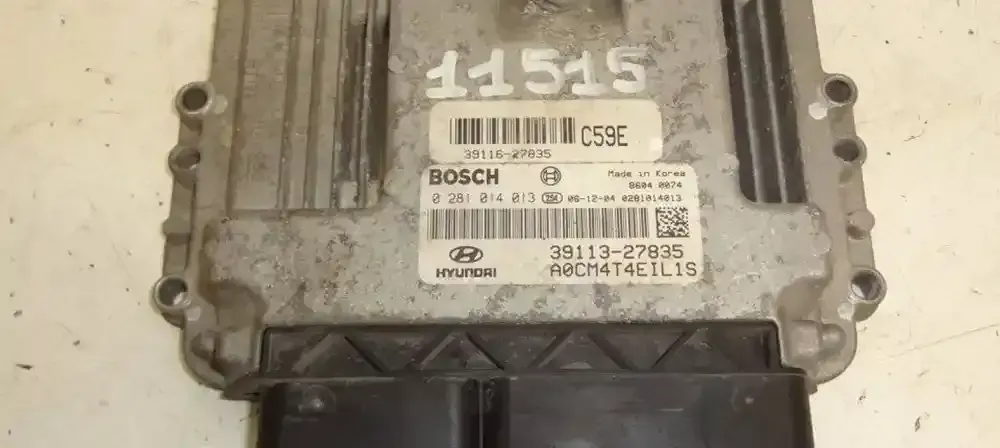 11515
C59E
39116-27835
BOSCH
Made in Korea
8604 0074
0 281 014 013 254 06-12-04 0281014013
39113-27835
HYUNDAI
A0CM4T4EIL1S